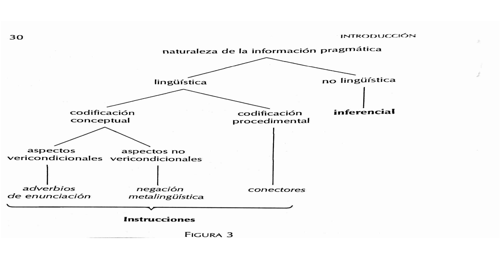 30
INTRODUCCIÓN
naturaleza de la información pragmática
lingüística
no lingüística
codificación
conceptual
codificación
procedimental
inferencial
aspectos
vericondicionales
aspectos no
vericondicionales
adverbios
de enunciación
negación
metalingüística
conectores
Instrucciones
FIGURA 3